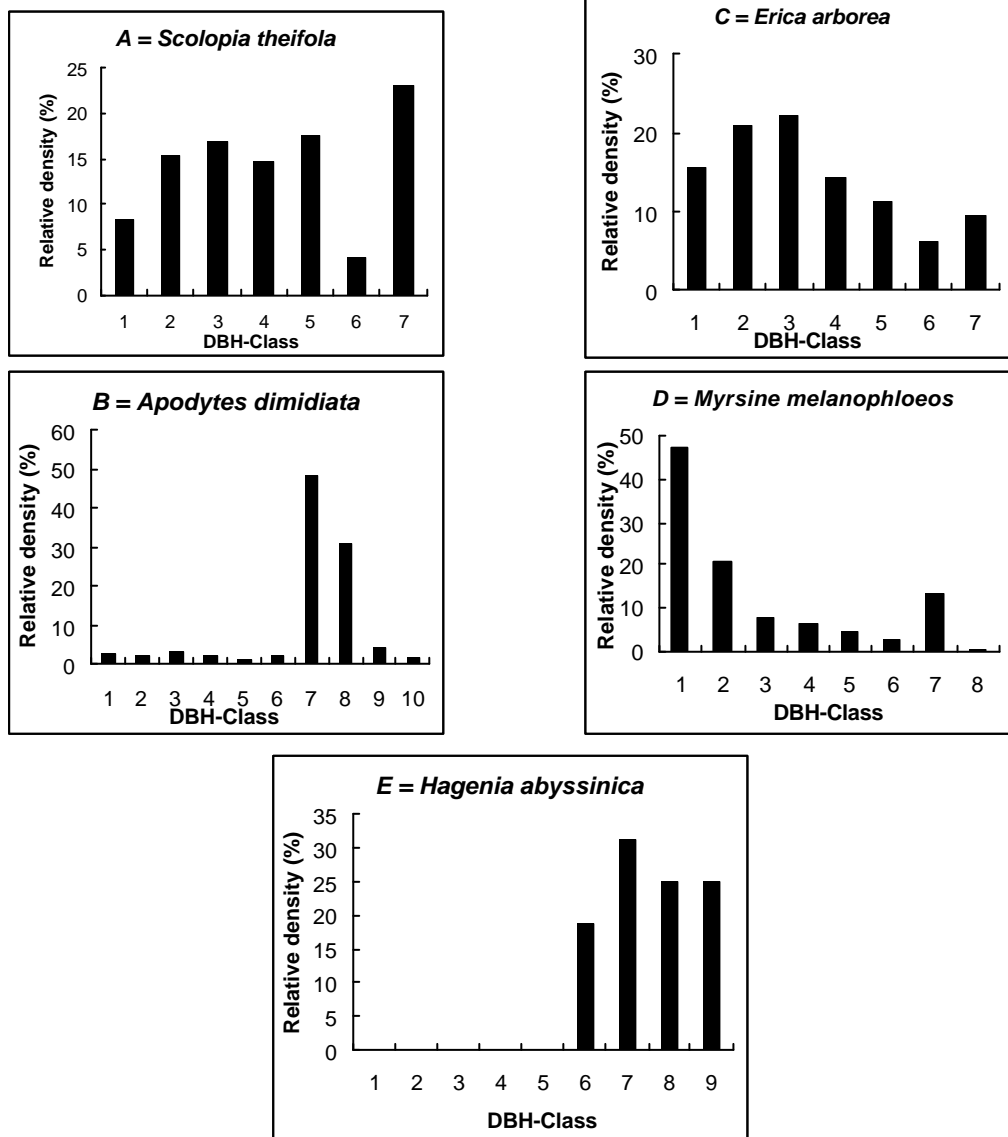 A = Scolopia theifola
Relative density (%)
25
20
15
10
5
0
1 2 3 4 5 6 7
DBH-Class
B = Apodytes dimidiata
Relative density (%)
60
50
40
30
20
10
0
1 2 3 4 5 6 7 8 9 10
DBH-Class
C = Erica arborea
Relative density (%)
30
20
10
0
1 2 3 4 5 6 7
DBH-Class
D = Myrsine melanophloeos
Relative density (%)
50
40
30
20
10
0
1 2 3 4 5 6 7 8
DBH-Class
E = Hagenia abyssinica
Relative density (%)
35
30
25
20
15
10
5
0
1 2 3 4 5 6 7 8 9
DBH-Class